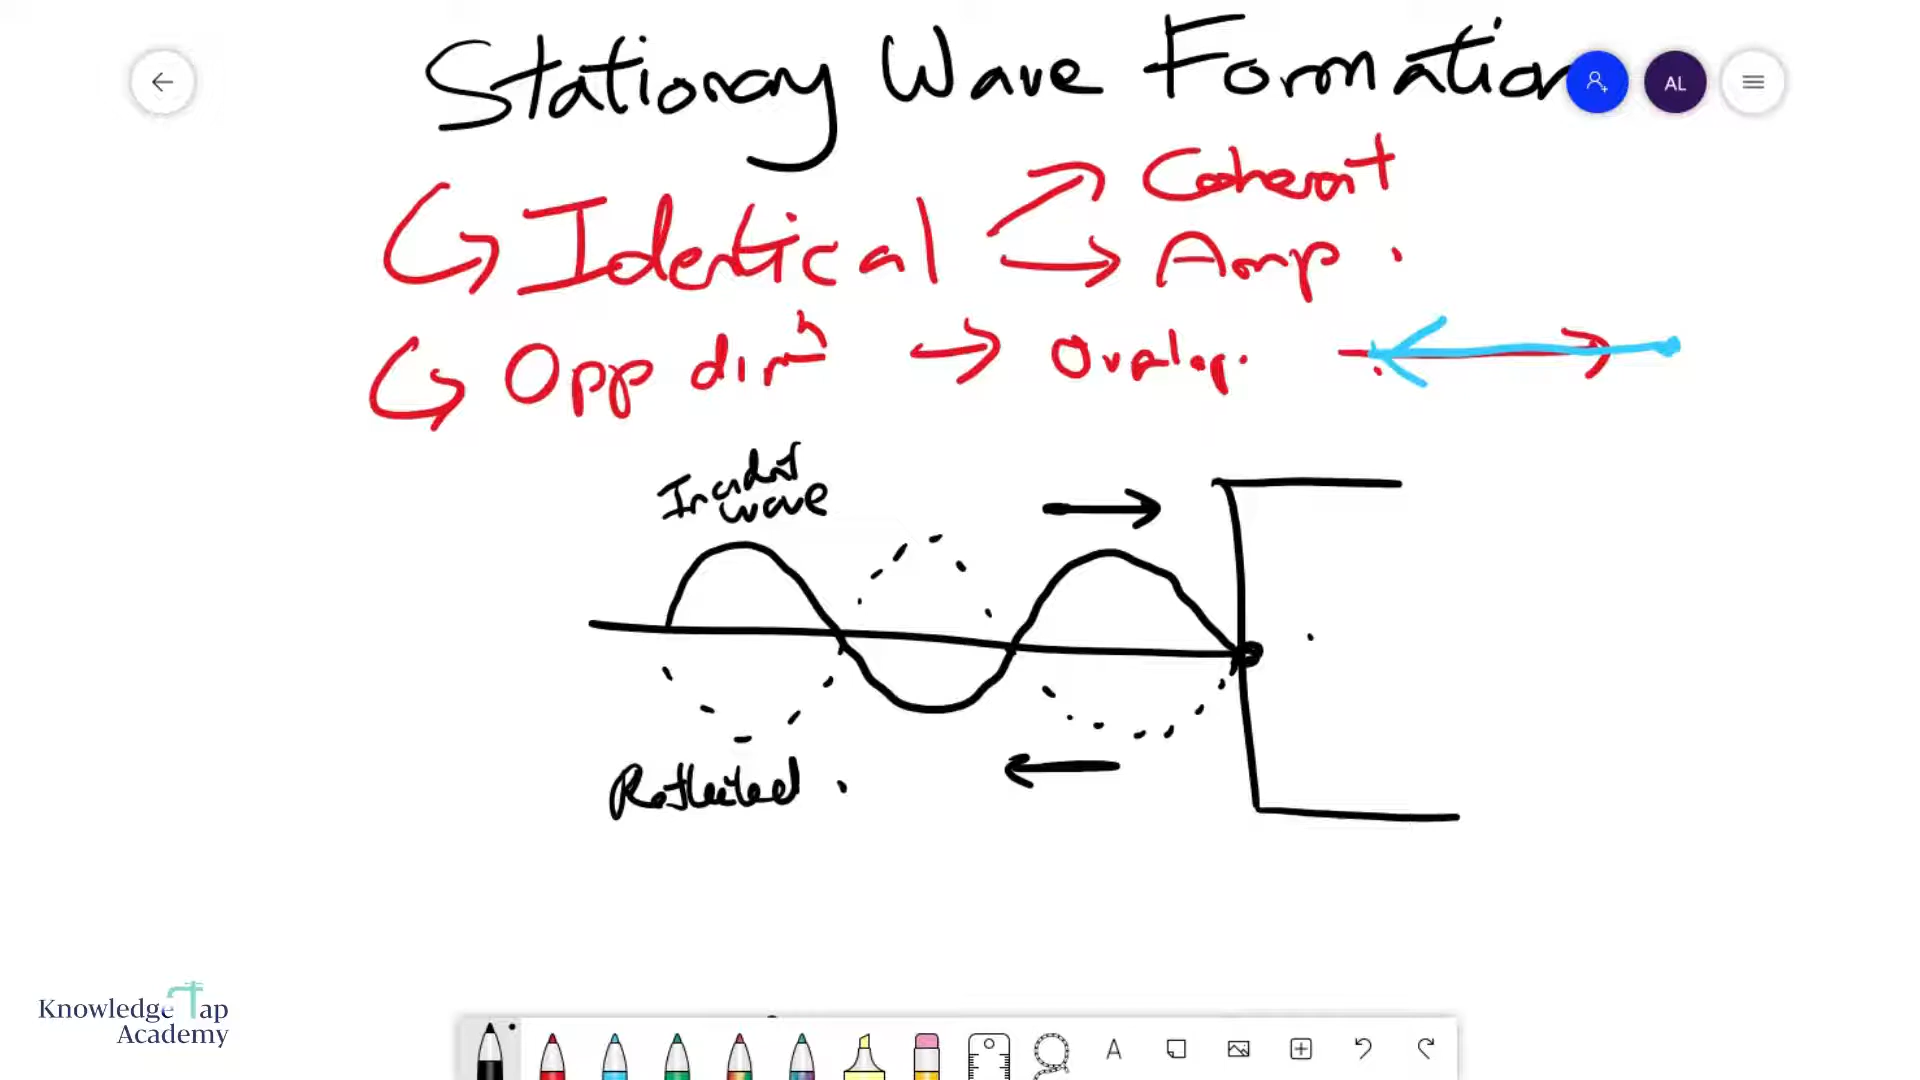 Stationary Wave Formation
AL
Coherent
Identical
Amp.
Opp dirⁿ → Overlap.
Incident
wave
Reflected.
Knowledge Tap
Academy
A